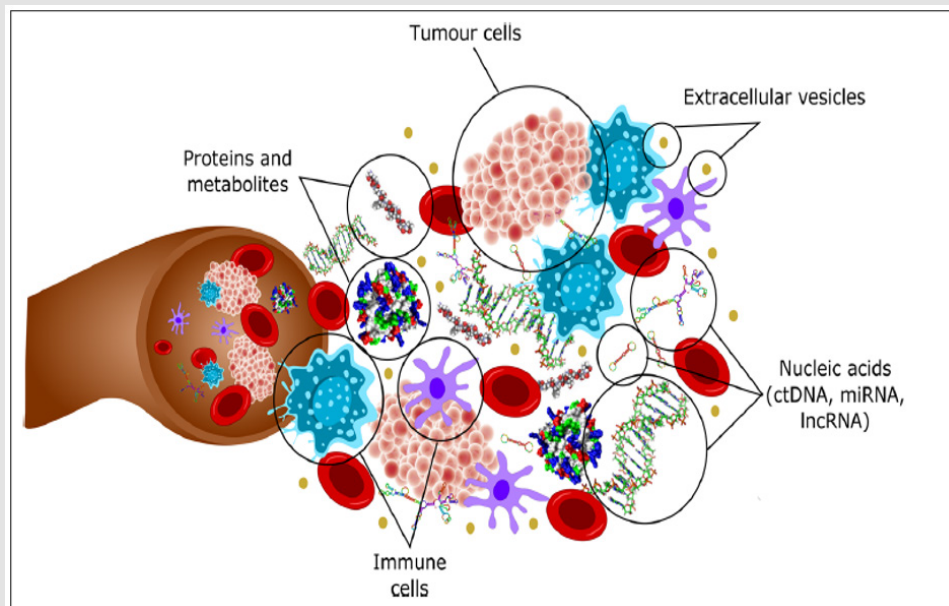 Tumour cells
Extracellular vesicles
Proteins and
metabolites
Nucleic acids
(ctDNA, miRNA,
lncRNA)
Immune
cells